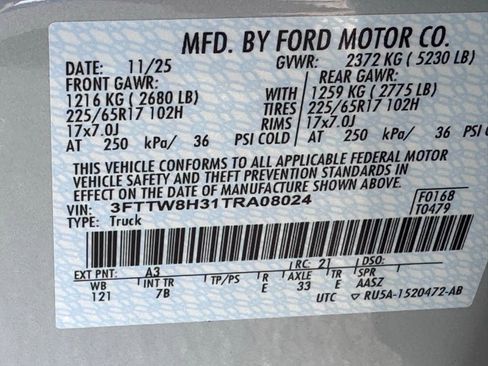 MFD. BY FORD MOTOR CO.
DATE: 11/25 GVWR: 2372 KG ( 5230 LB)
FRONT GAWR: REAR GAWR:
1216 KG ( 2680 LB) WITH 1259 KG ( 2775 LB)
225/65R17 102H TIRES 225/65R17 102H
17x7.0J RIMS 17x7.0J
AT 250 kPa/ 36 PSI COLD AT 250 kPa/ 36 PSI COLD
THIS VEHICLE CONFORMS TO ALL APPLICABLE FEDERAL MOTOR
VEHICLE SAFETY AND THEFT PREVENTION STANDARDS IN
EFFECT ON THE DATE OF MANUFACTURE SHOWN ABOVE.
VIN: 3FTTW8H31TRA08024 F0168
TYPE: Truck T0479
EXT PNT: A3 RC: 21 DSO:
WB INT TR TP/PS R AXLE TR SPR
121 7B E 33 E AASZ
UTC ▽ RU5A-1520472-AB